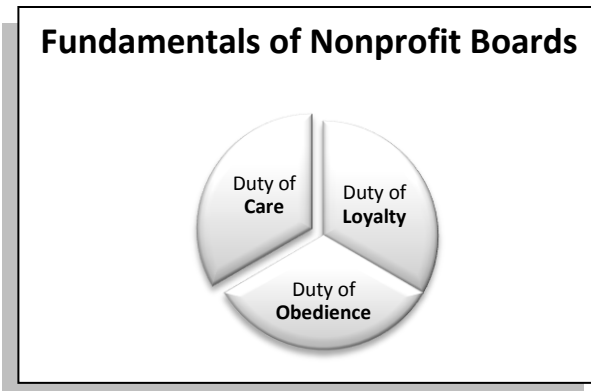 Fundamentals of Nonprofit Boards
Duty of
Care
Duty of
Loyalty
Duty of
Obedience